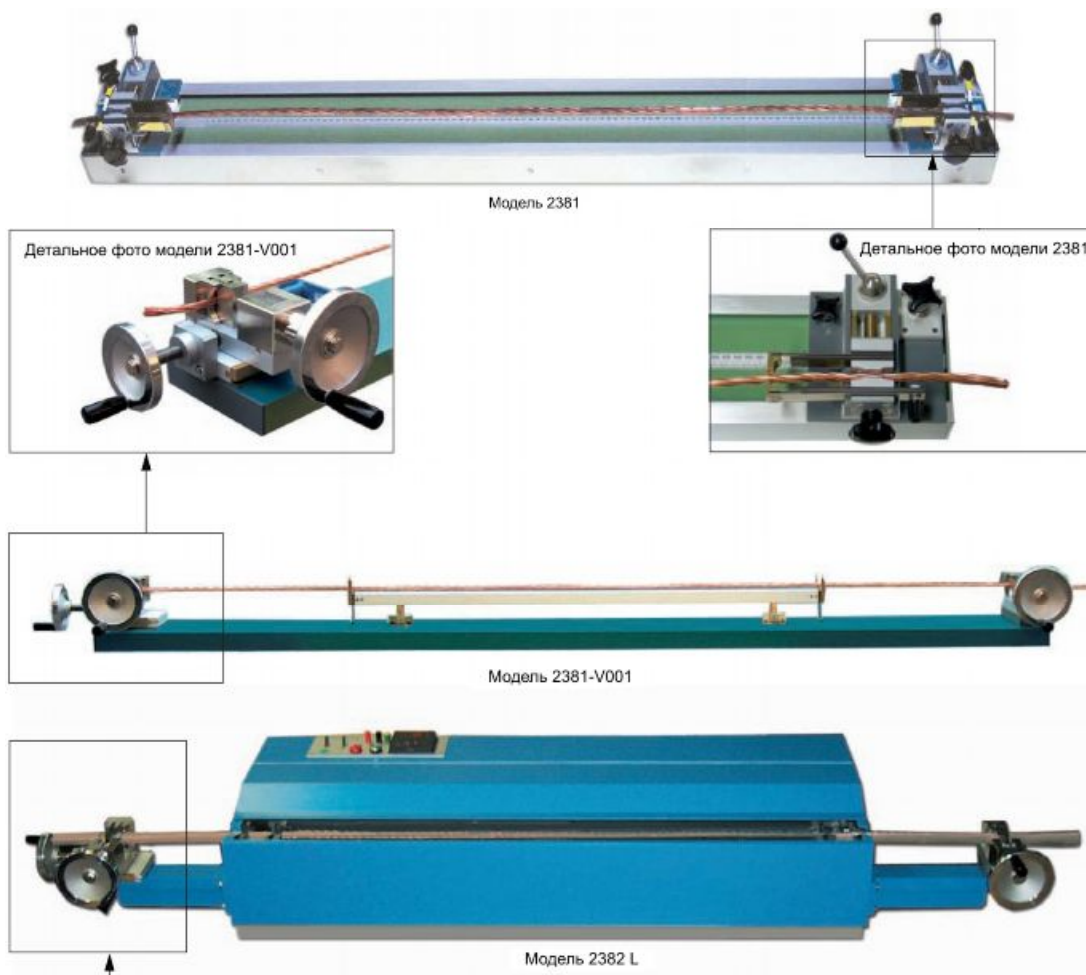 Модель 2381
Детальное фото модели 2381-V001
Детальное фото модели 2381
Модель 2381-V001
Модель 2382 L